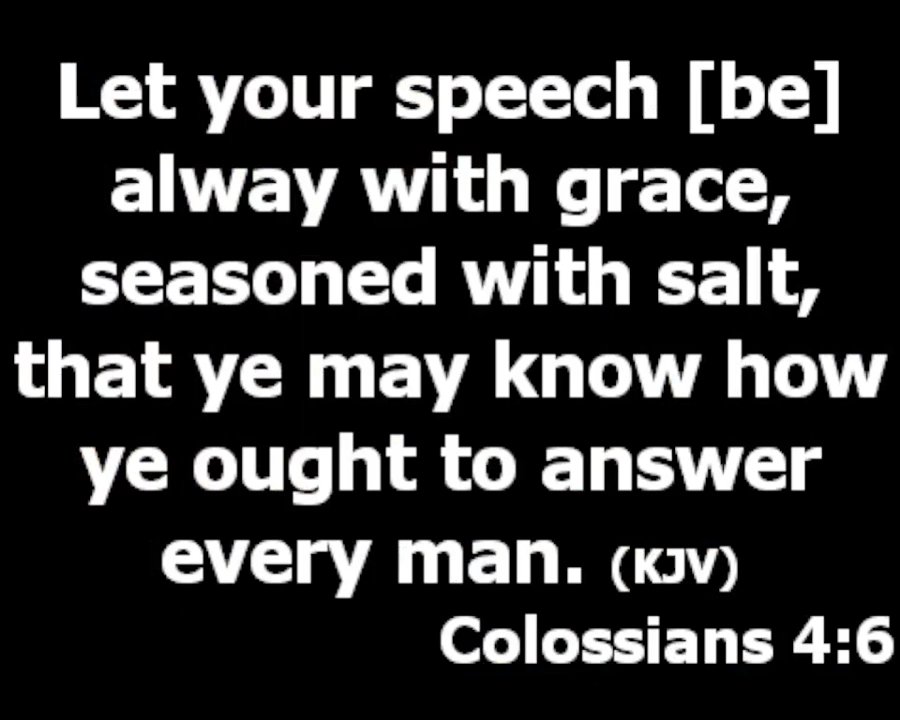 Let your speech [be]
alway with grace,
seasoned with salt,
that ye may know how
ye ought to answer
every man. (KJV)
Colossians 4:6